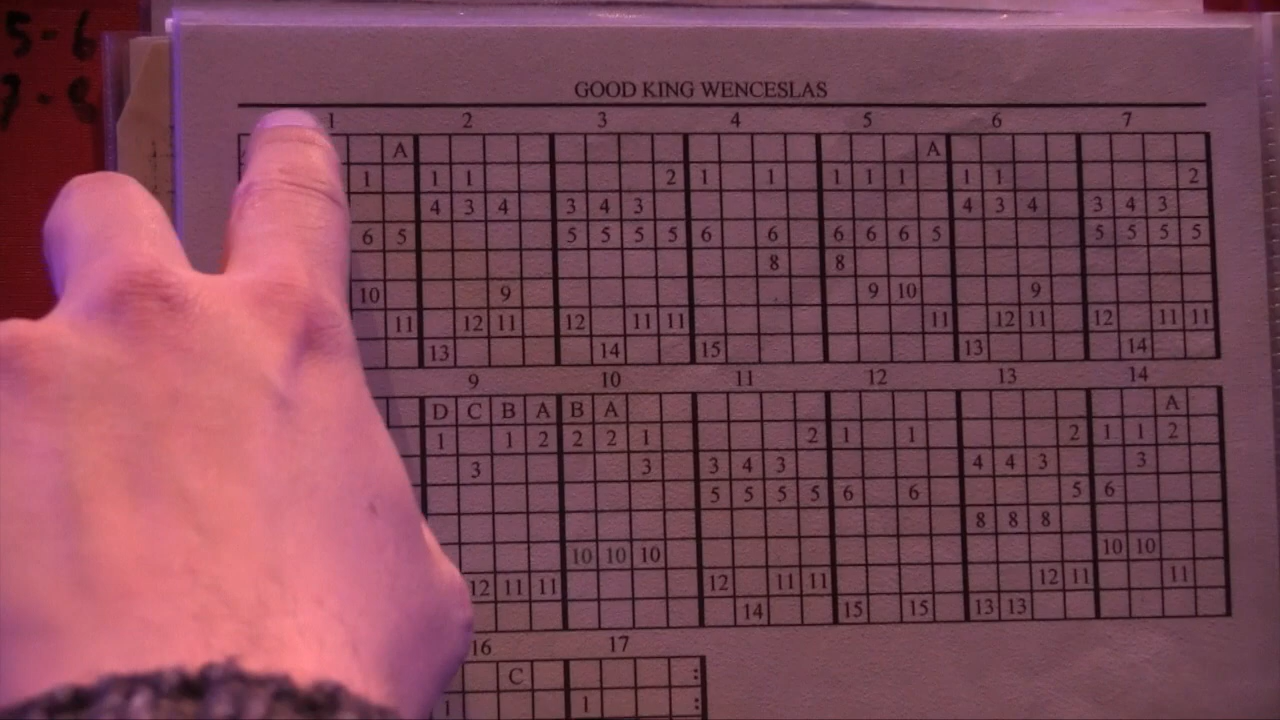 5-6
GOOD KING WENCESLAS
1 2 3 4 5 6 7
A A
1 1 1 2 1 1 1 1 1 1 1 2
4 3 4 3 4 3 4 3 4 3 4 3
6 5 5 5 5 5 6 6 6 6 6 5 5 5 5 5
8 8
10 9 9 10 9
11 12 11 12 11 11 11 12 11 12 11 11
13 14 15 13 14
9 10 11 12 13 14
D C B A B A A
1 1 2 2 2 1 2 1 1 2 1 1 2
3 3 3 4 3 4 4 3 3
5 5 5 5 6 6 5 6
8 8 8
10 10 10 10 10
12 11 11 12 11 11 12 11 11
14 15 15 13 13
16 17
C :
1 1 :